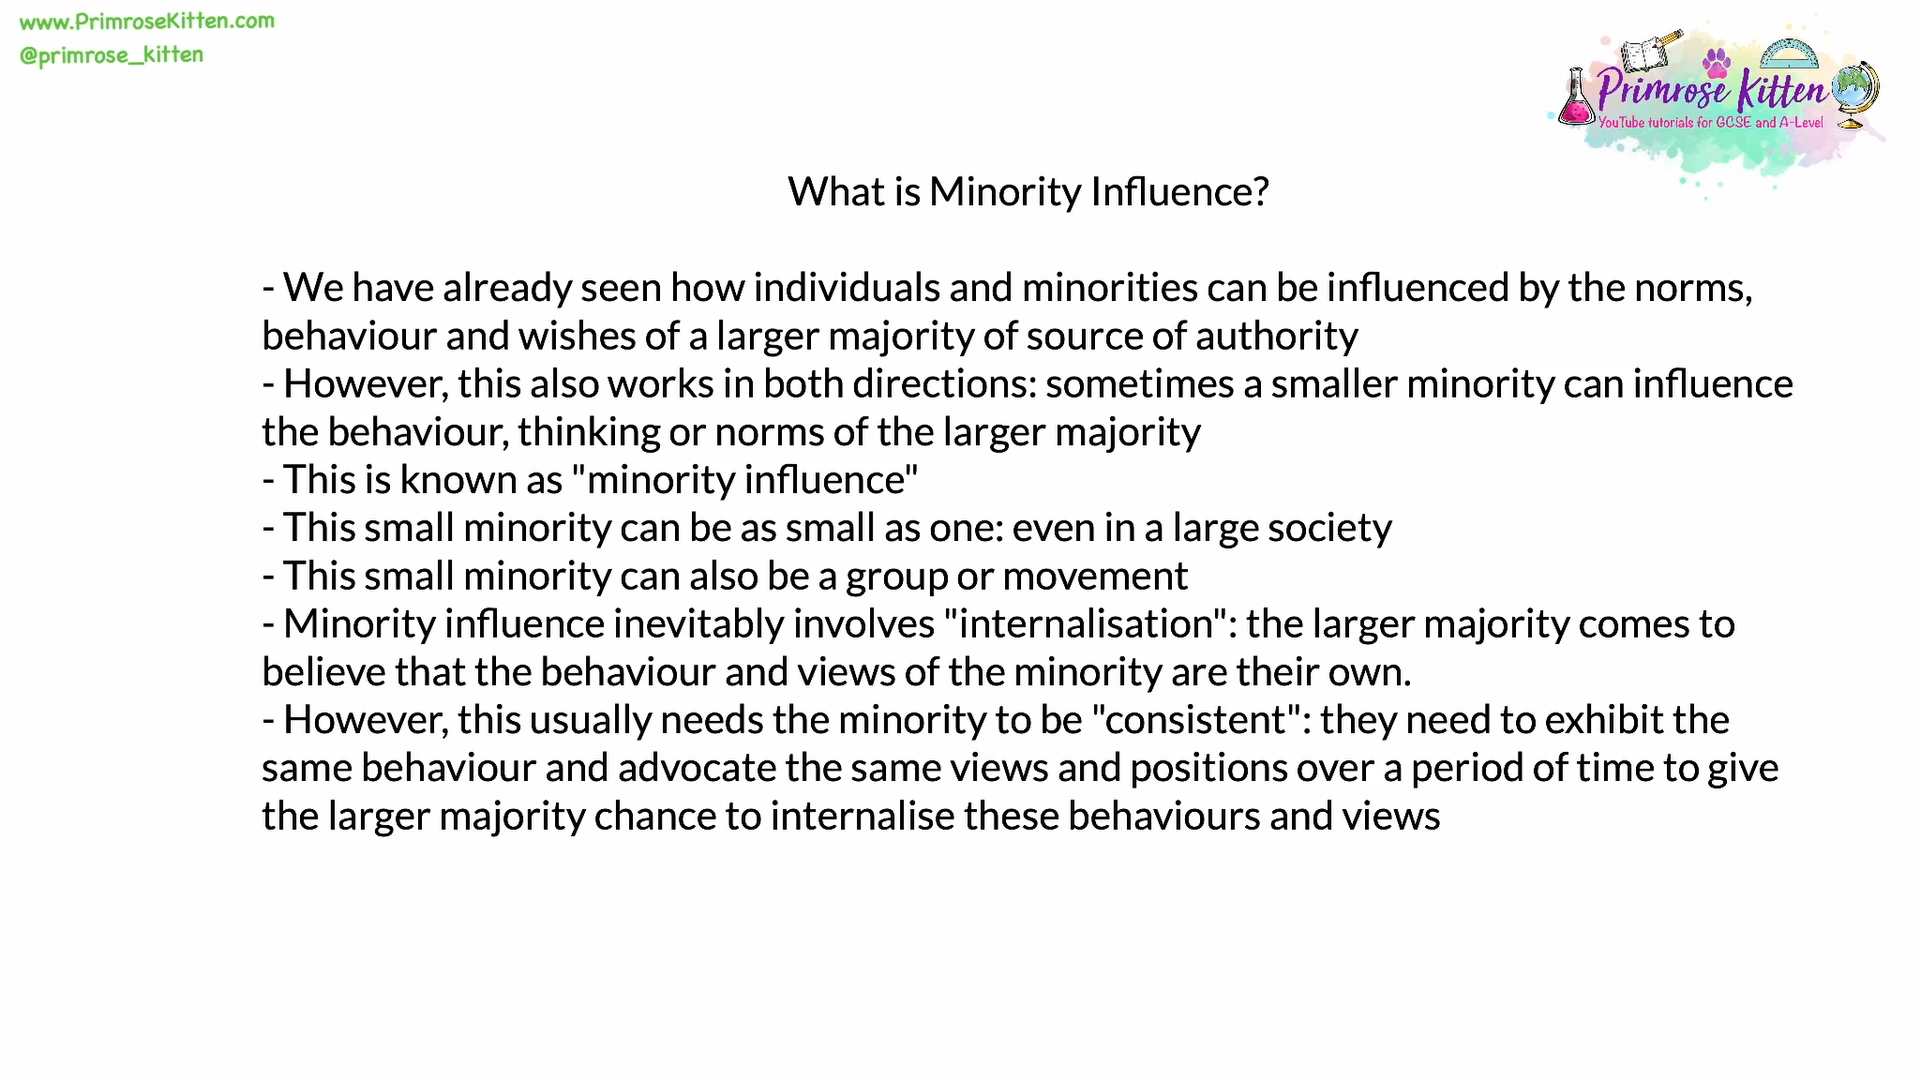 www.PrimroseKitten.com
@primrose_kitten
Primrose Kitten
YouTube tutorials for GCSE and A-Level
What is Minority Influence?
- We have already seen how individuals and minorities can be influenced by the norms,
behaviour and wishes of a larger majority of source of authority
- However, this also works in both directions: sometimes a smaller minority can influence
the behaviour, thinking or norms of the larger majority
- This is known as "minority influence"
- This small minority can be as small as one: even in a large society
- This small minority can also be a group or movement
- Minority influence inevitably involves "internalisation": the larger majority comes to
believe that the behaviour and views of the minority are their own.
- However, this usually needs the minority to be "consistent": they need to exhibit the
same behaviour and advocate the same views and positions over a period of time to give
the larger majority chance to internalise these behaviours and views